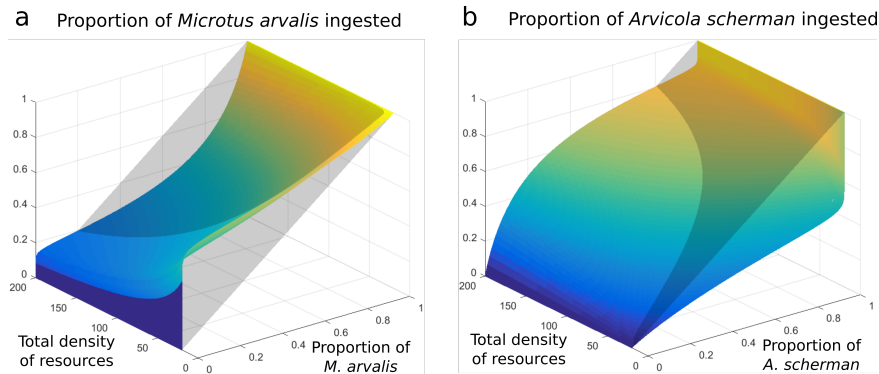 a
Proportion of Microtus arvalis ingested
1
0.8
0.6
0.4
0.2
0
200
150
100
50
0
0
0.2
0.4
0.6
0.8
1
Total density
of resources
Proportion of
M. arvalis
b
Proportion of Arvicola scherman ingested
1
0.8
0.6
0.4
0.2
0
200
150
100
50
0
0
0.2
0.4
0.6
0.8
1
Total density
of resources
Proportion of
A. scherman